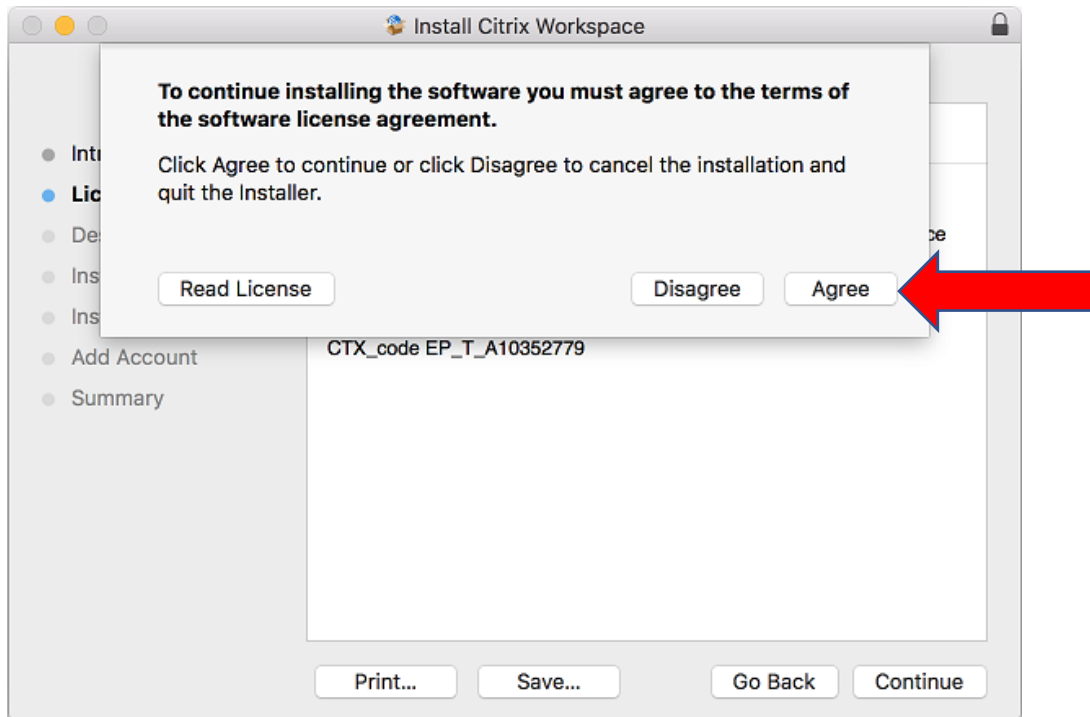 Install Citrix Workspace
To continue installing the software you must agree to the terms of
the software license agreement.
Click Agree to continue or click Disagree to cancel the installation and
quit the Installer.
Read License
Disagree
Agree
Add Account
Summary
CTX_code EP_T_A10352779
Print...
Save...
Go Back
Continue